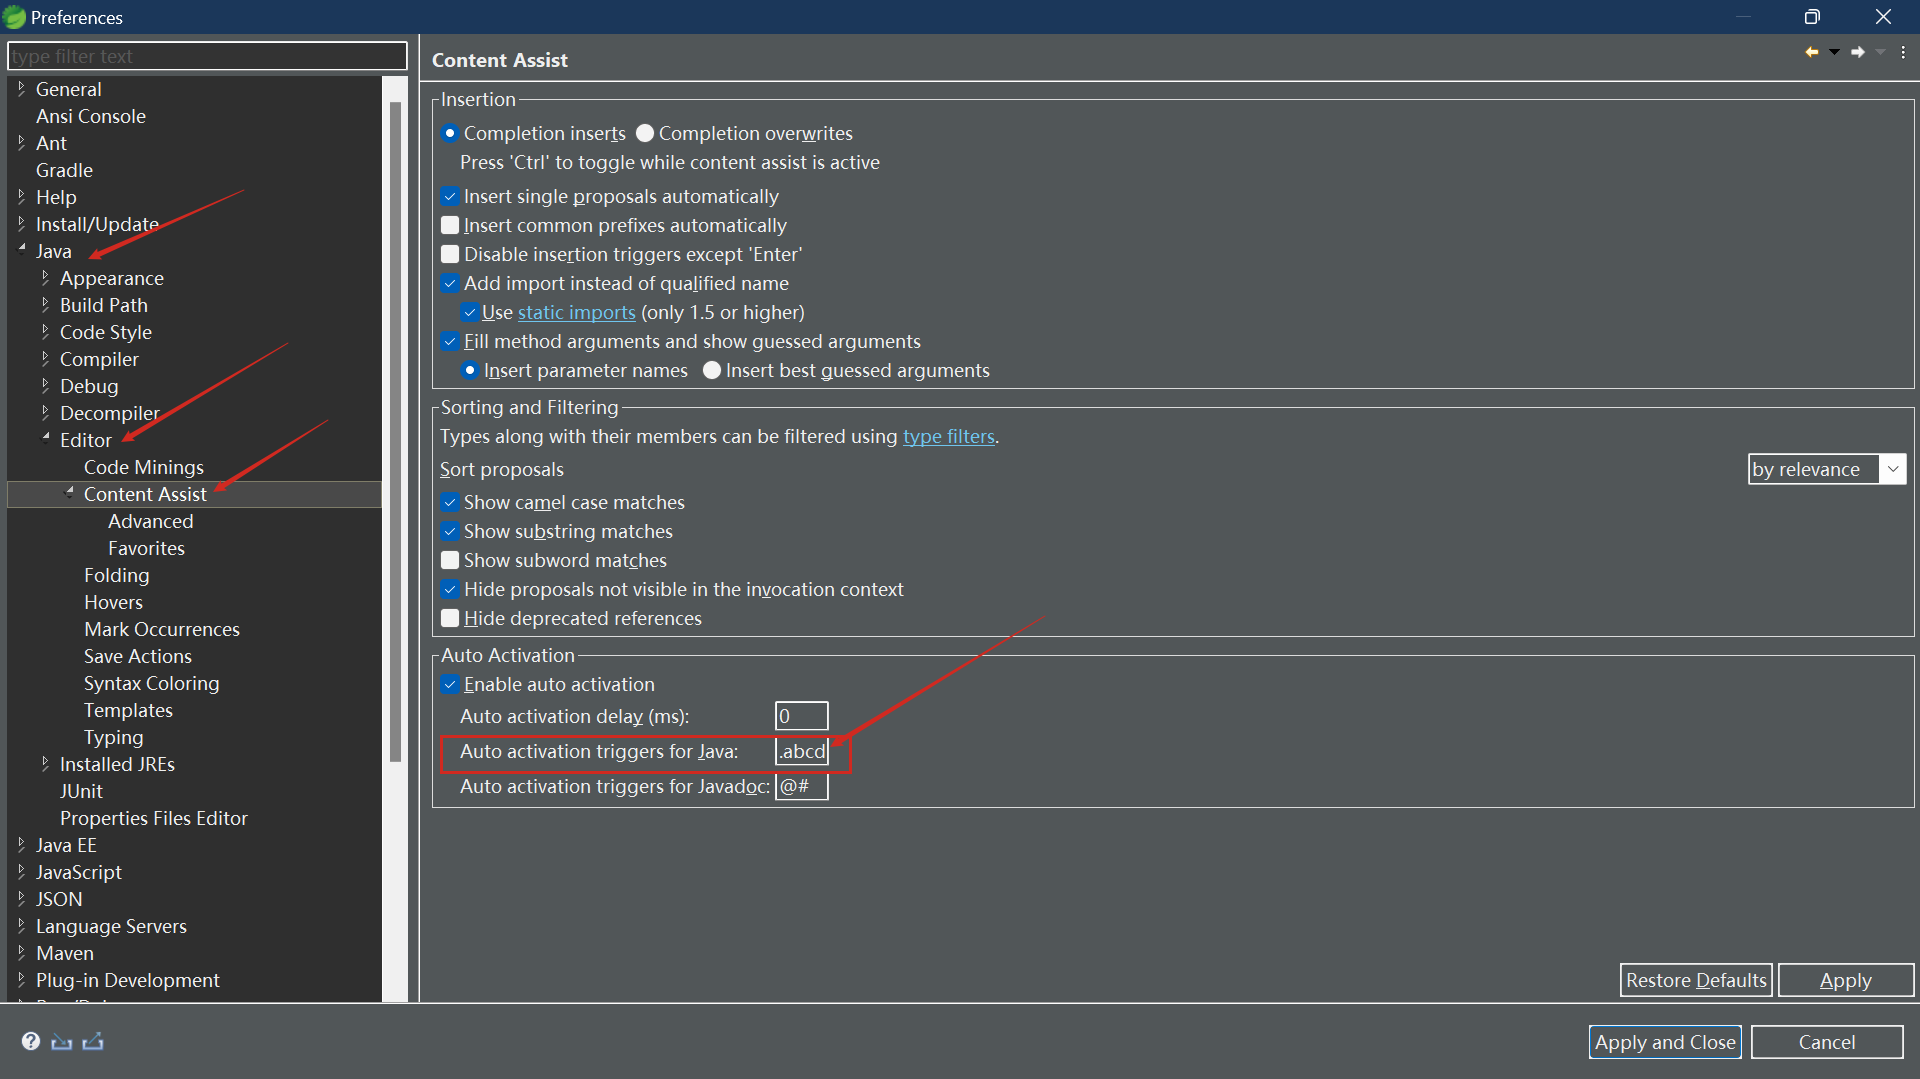 Preferences
type filter text
General
Ansi Console
Ant
Gradle
Help
Install/Update
Java
Appearance
Build Path
Code Style
Compiler
Debug
Decompiler
Editor
Code Minings
Content Assist
Advanced
Favorites
Folding
Hovers
Mark Occurrences
Save Actions
Syntax Coloring
Templates
Typing
Installed JREs
JUnit
Properties Files Editor
Java EE
JavaScript
JSON
Language Servers
Maven
Plug-in Development
Content Assist
Insertion
Completion inserts Completion overwrites
Press 'Ctrl' to toggle while content assist is active
Insert single proposals automatically
Insert common prefixes automatically
Disable insertion triggers except 'Enter'
Add import instead of qualified name
Use static imports (only 1.5 or higher)
Fill method arguments and show guessed arguments
Insert parameter names Insert best guessed arguments
Sorting and Filtering
Types along with their members can be filtered using type filters.
Sort proposals by relevance
Show camel case matches
Show substring matches
Show subword matches
Hide proposals not visible in the invocation context
Hide deprecated references
Auto Activation
Enable auto activation
Auto activation delay (ms): 0
Auto activation triggers for Java: .abcd
Auto activation triggers for Javadoc: @#
Restore Defaults Apply
Apply and Close Cancel